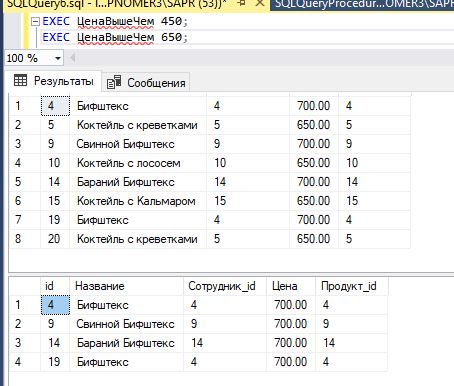 SQLQuery6.sql - I...PNOMER3\SAPR (53))* SQLQueryProcedur...OMER3\SAPR
EXEC ЦенаВышеЧем 450;
EXEC ЦенаВышеЧем 650;
100 %
Результаты Сообщения
1 4 Бифштекс 4 700.00 4
2 5 Коктейль с креветками 5 650.00 5
3 9 Свинной Бифштекс 9 700.00 9
4 10 Коктейль с лососем 10 650.00 10
5 14 Бараний Бифштекс 14 700.00 14
6 15 Коктейль с Кальмаром 15 650.00 15
7 19 Бифштекс 4 700.00 4
8 20 Коктейль с креветками 5 650.00 5
id Название Сотрудник_id Цена Продукт_id
1 4 Бифштекс 4 700.00 4
2 9 Свинной Бифштекс 9 700.00 9
3 14 Бараний Бифштекс 14 700.00 14
4 19 Бифштекс 4 700.00 4